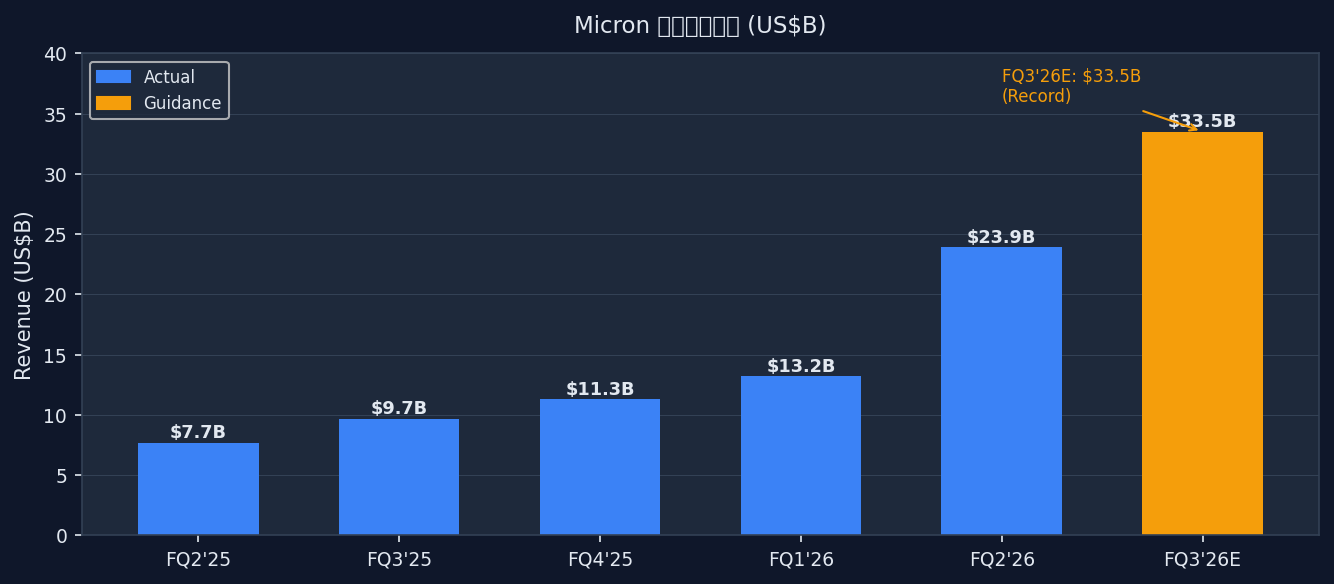 Micron (US$B)
Actual
Guidance
FQ3'26E: $33.5B
(Record)
Revenue (US$B)
40
35
30
25
20
15
10
5
0
$7.7B
$9.7B
$11.3B
$13.2B
$23.9B
$33.5B
FQ2'25
FQ3'25
FQ4'25
FQ1'26
FQ2'26
FQ3'26E